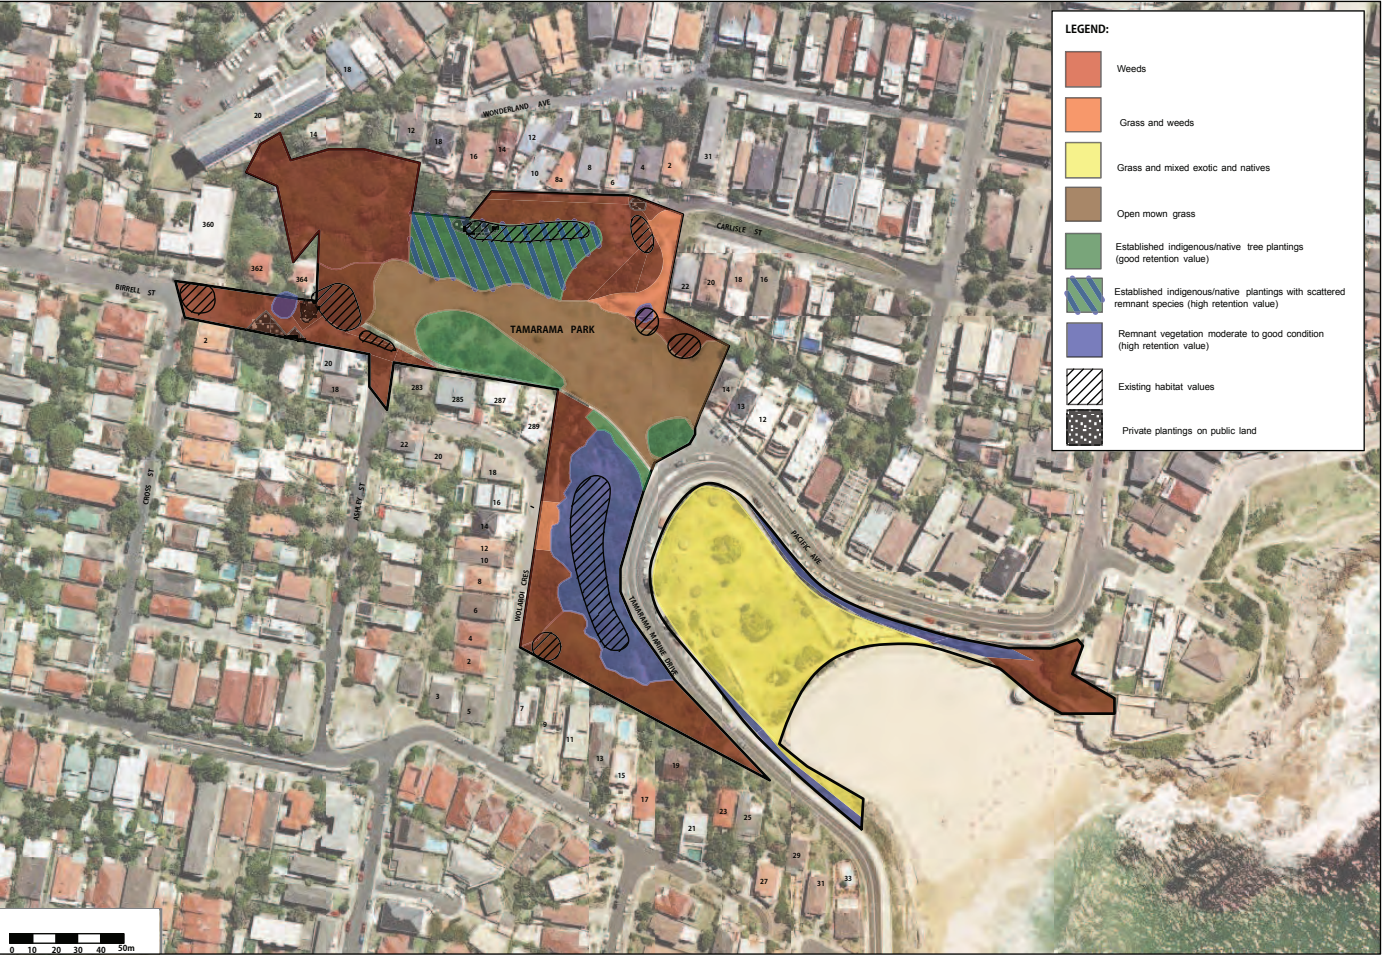 LEGEND:
Weeds
Grass and weeds
Grass and mixed exotic and natives
Open mown grass
Established indigenous/native tree plantings
(good retention value)
Established indigenous/native plantings with scattered
remnant species (high retention value)
Remnant vegetation moderate to good condition
(high retention value)
Existing habitat values
Private plantings on public land
18
20
14
WONDERLAND AVE
12
18
16
14
12
10
8a
8
6
4
2
31
360
CARLISLE ST
362
364
BIRRELL ST
22
20
18
16
2
TAMARAMA PARK
20
18
283
285
287
289
14
13
12
22
20
18
16
14
12
10
8
6
4
2
CROSS ST
ASHLEY ST
WOLARDI CRES
TAMARAMA MARINE DRIVE
PACIFIC AVE
3
5
7
9
11
13
15
17
19
21
23
25
27
29
31
33
0 10 20 30 40 50m